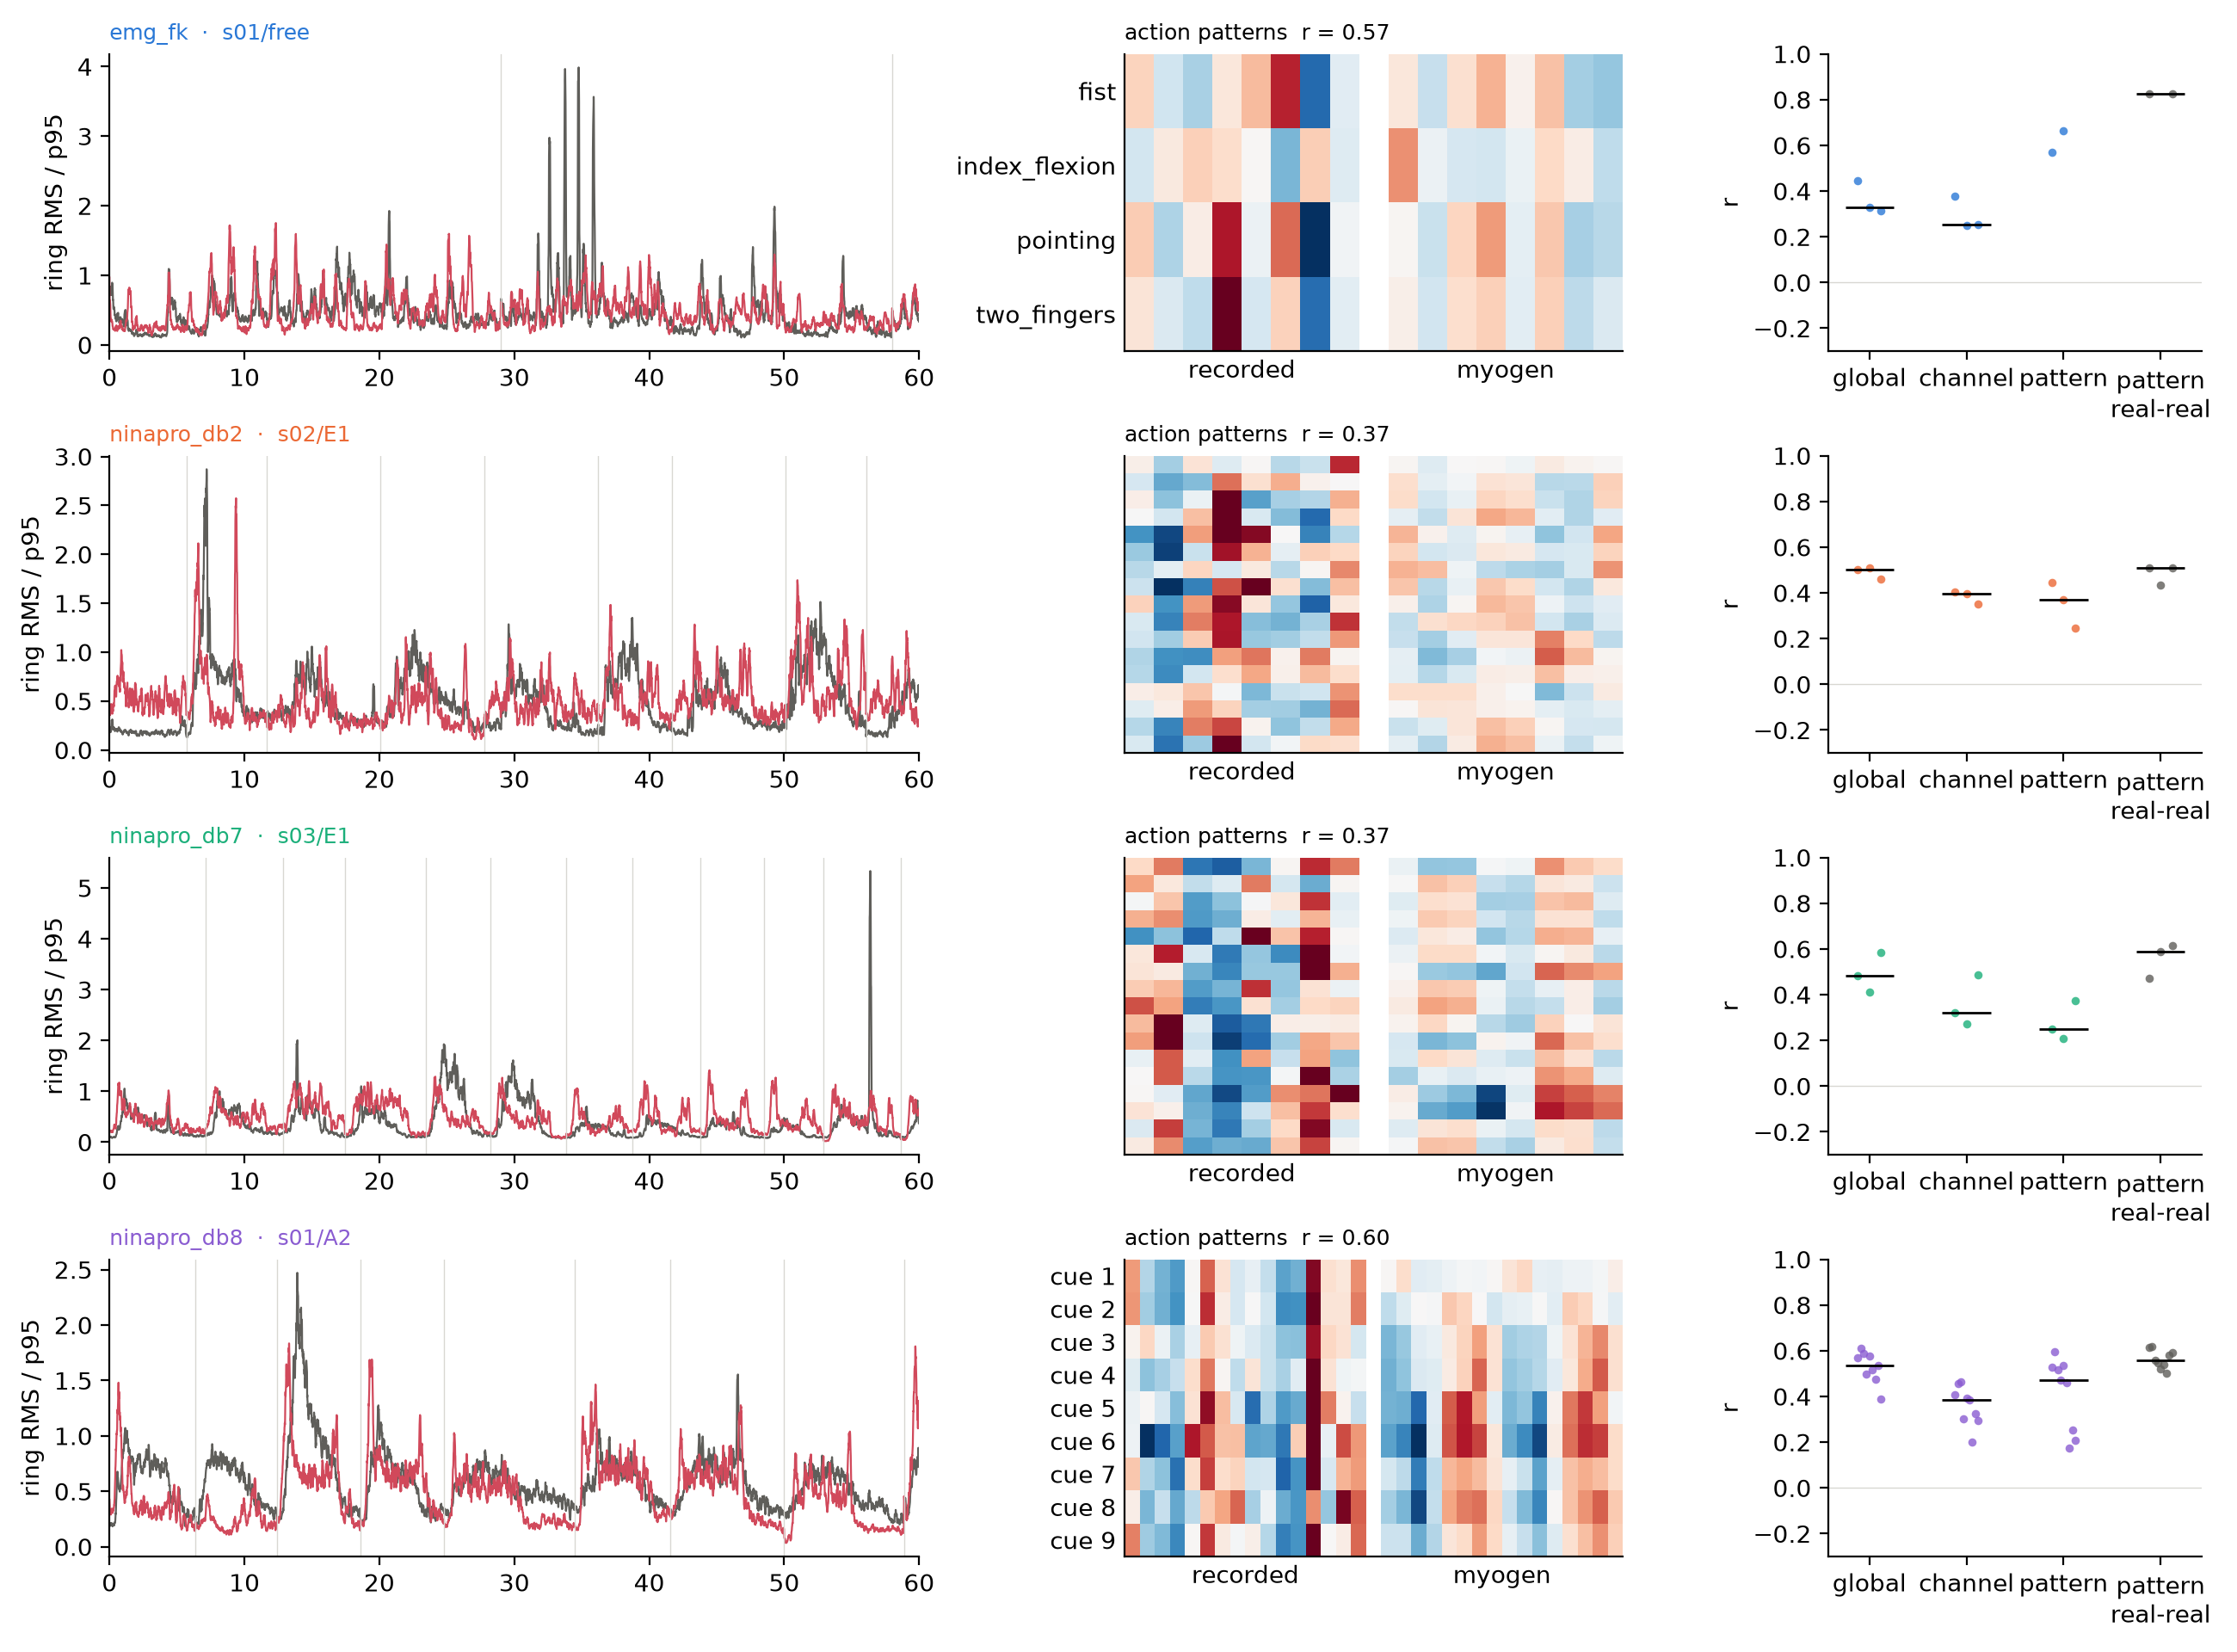 emg_fk · s01/free
action patterns r = 0.57
ring RMS / p95
4
3
2
1
0
0 10 20 30 40 50 60
fist
index_flexion
pointing
two_fingers
recorded myogen
r
1.0
0.8
0.6
0.4
0.2
0.0
−0.2
global channel pattern pattern
real-real
ninapro_db2 · s02/E1
action patterns r = 0.37
ring RMS / p95
3.0
2.5
2.0
1.5
1.0
0.5
0.0
0 10 20 30 40 50 60
recorded myogen
r
1.0
0.8
0.6
0.4
0.2
0.0
−0.2
global channel pattern pattern
real-real
ninapro_db7 · s03/E1
action patterns r = 0.37
ring RMS / p95
5
4
3
2
1
0
0 10 20 30 40 50 60
recorded myogen
r
1.0
0.8
0.6
0.4
0.2
0.0
−0.2
global channel pattern pattern
real-real
ninapro_db8 · s01/A2
action patterns r = 0.60
ring RMS / p95
2.5
2.0
1.5
1.0
0.5
0.0
0 10 20 30 40 50 60
cue 1
cue 2
cue 3
cue 4
cue 5
cue 6
cue 7
cue 8
cue 9
recorded myogen
r
1.0
0.8
0.6
0.4
0.2
0.0
−0.2
global channel pattern pattern
real-real